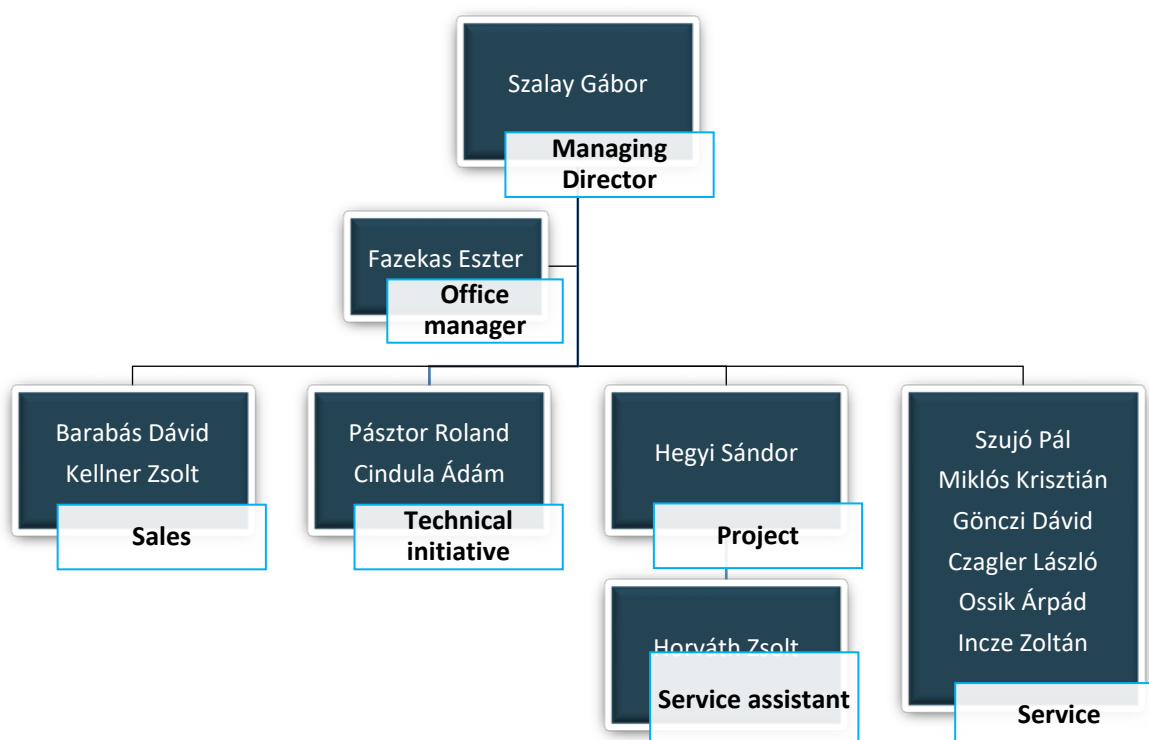 Szalay Gábor
Managing
Director
Fazekas Eszter
Office
manager
Barabás Dávid
Kellner Zsolt
Sales
Pásztor Roland
Cindula Ádám
Technical
initiative
Hegyi Sándor
Project
Horváth Zsolt
Service assistant
Szujó Pál
Miklós Krisztián
Gönczi Dávid
Czagler László
Ossik Árpád
Incze Zoltán
Service